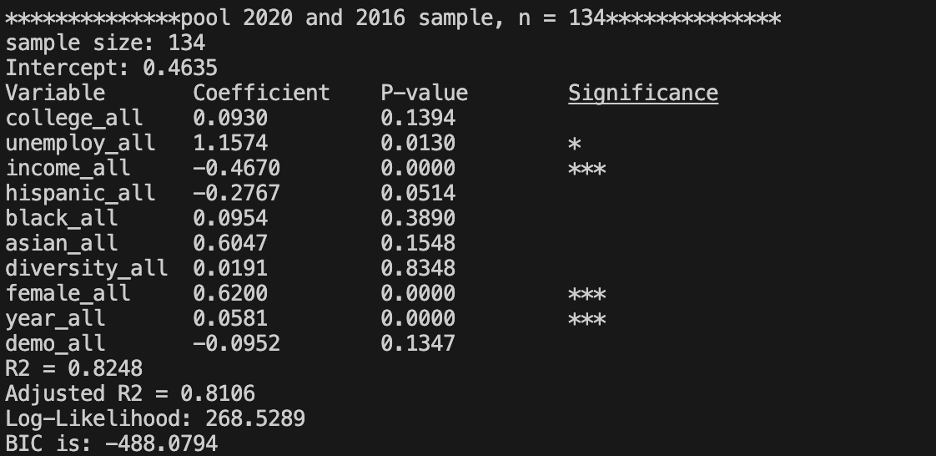 **************pool 2020 and 2016 sample, n = 134**************
sample size: 134
Intercept: 0.4635
Variable Coefficient P-value Significance
college_all 0.0930 0.1394
unemploy_all 1.1574 0.0130 *
income_all -0.4670 0.0000 ***
hispanic_all -0.2767 0.0514
black_all 0.0954 0.3890
asian_all 0.6047 0.1548
diversity_all 0.0191 0.8348
female_all 0.6200 0.0000 ***
year_all 0.0581 0.0000 ***
demo_all -0.0952 0.1347
R2 = 0.8248
Adjusted R2 = 0.8106
Log-Likelihood: 268.5289
BIC is: -488.0794